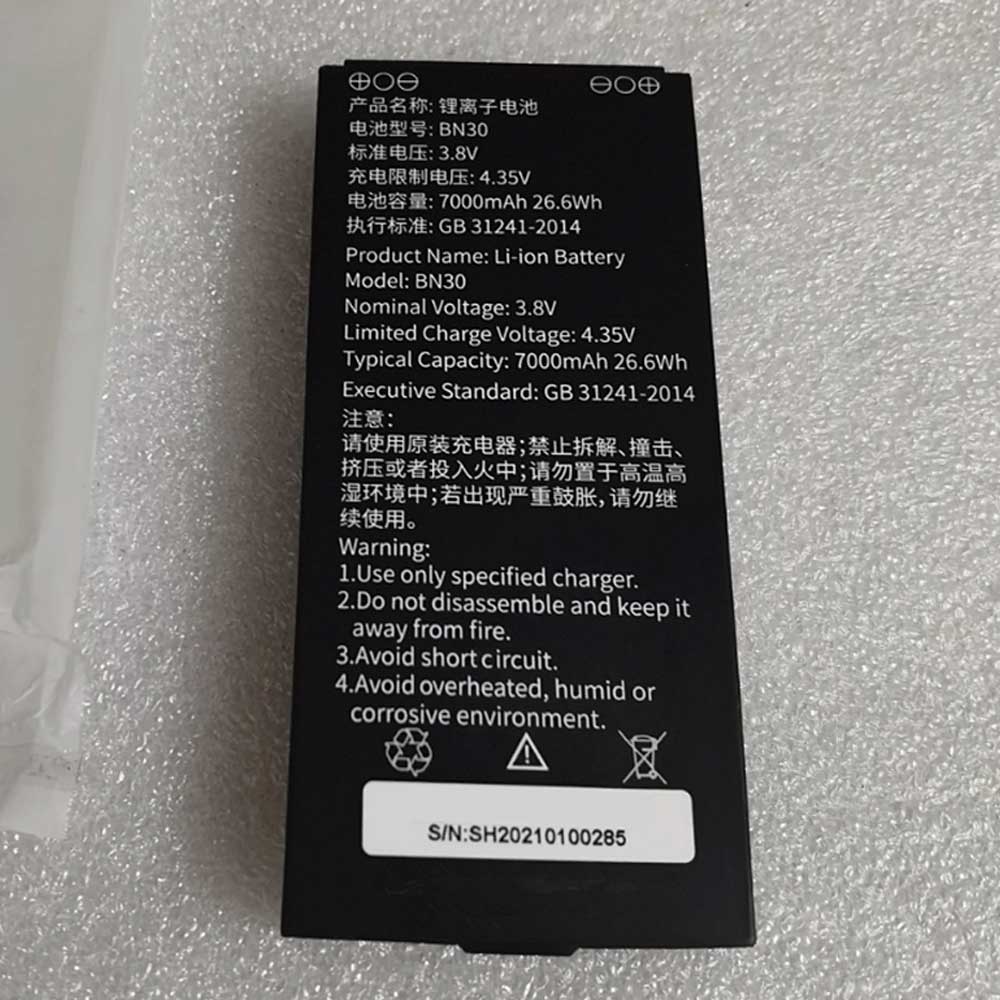 产品名称: 锂离子电池
电池型号: BN30
标准电压: 3.8V
充电限制电压: 4.35V
电池容量: 7000mAh 26.6Wh
执行标准: GB 31241-2014
Product Name: Li-ion Battery
Model: BN30
Nominal Voltage: 3.8V
Limited Charge Voltage: 4.35V
Typical Capacity: 7000mAh 26.6Wh
Executive Standard: GB 31241-2014
注意:
请使用原装充电器;禁止拆解、撞击、
挤压或者投入火中;请勿置于高温高
湿环境中;若出现严重鼓胀,请勿继
续使用。
Warning:
1.Use only specified charger.
2.Do not disassemble and keep it
away from fire.
3.Avoid short circuit.
4.Avoid overheated, humid or
corrosive environment.
S/N:SH20210100285